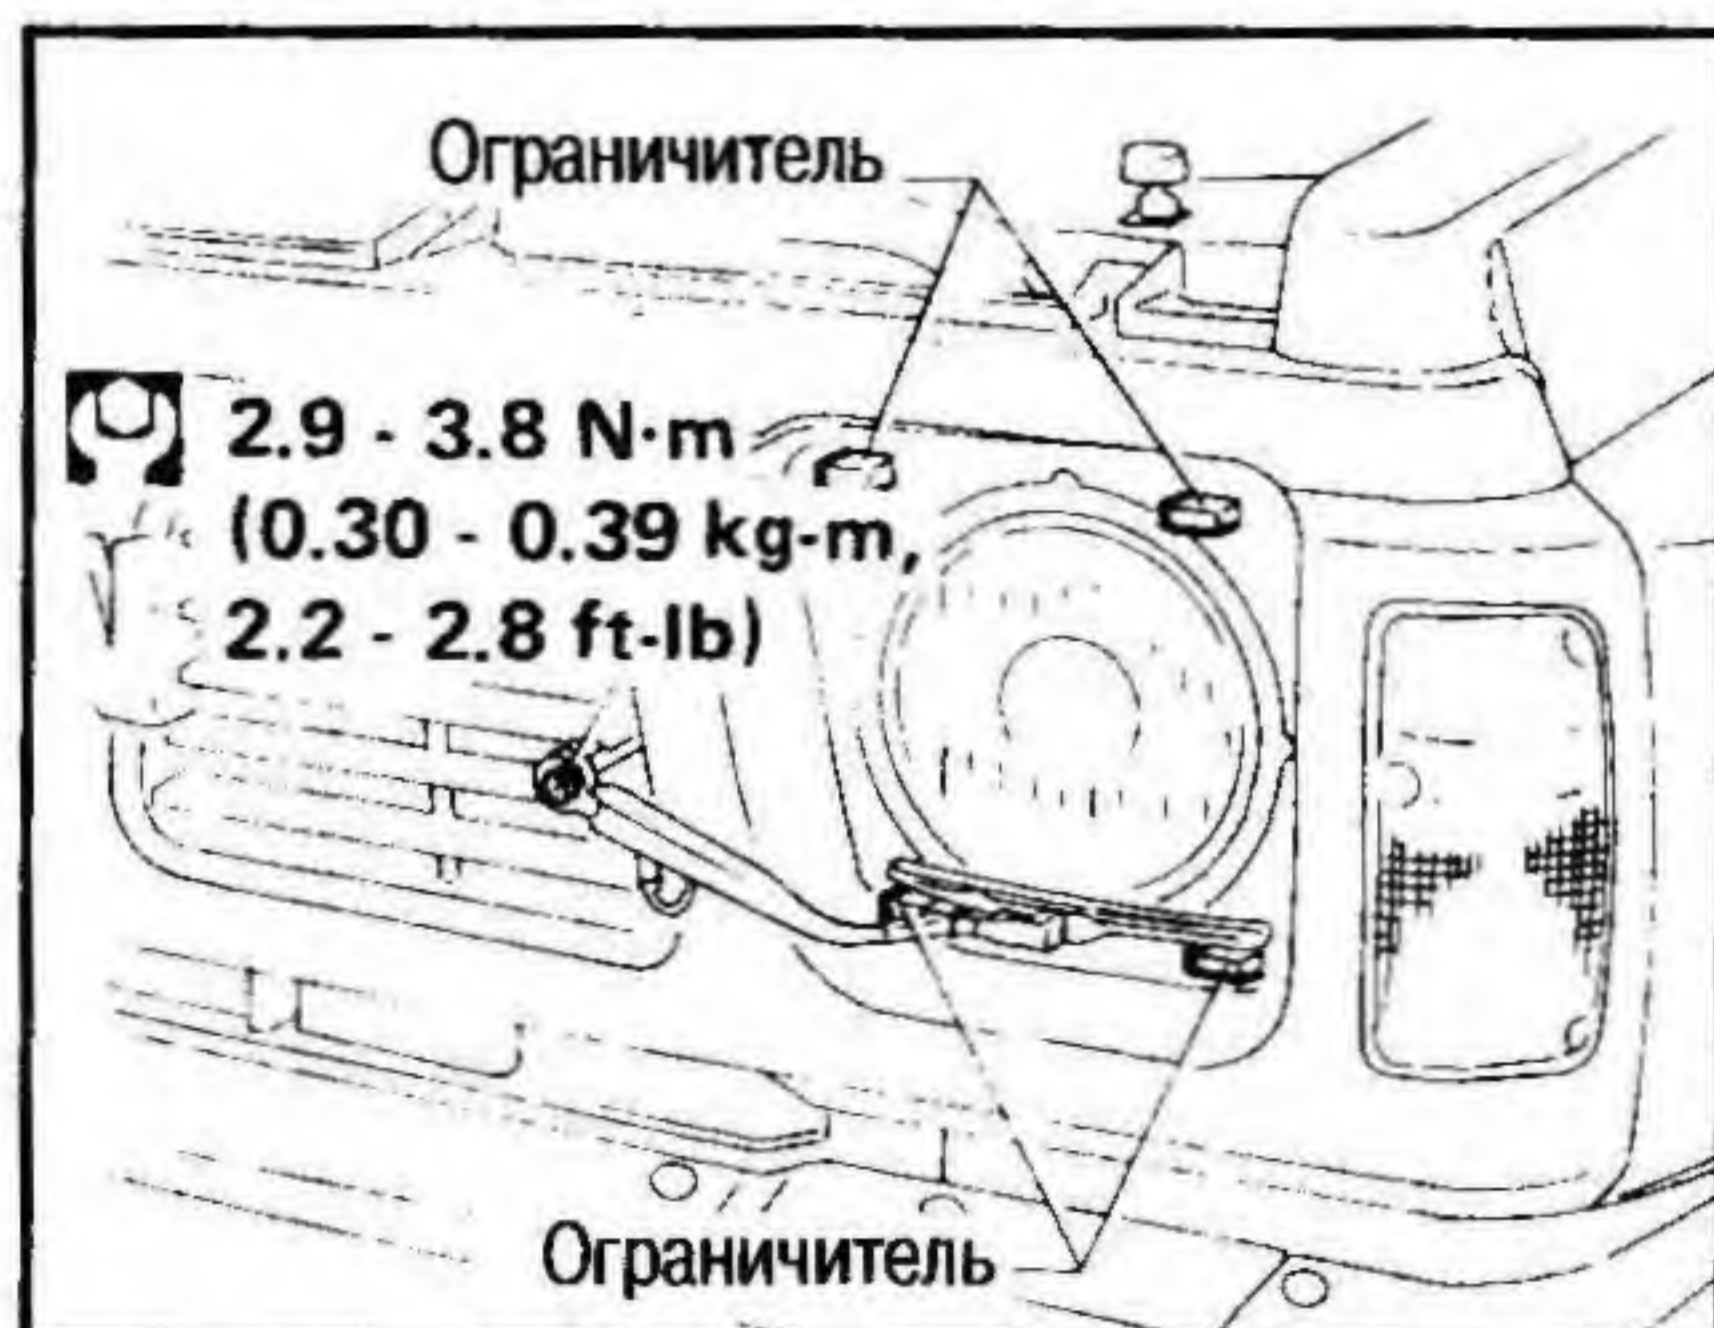 Ограничитель
2.9 - 3.8 N·m
(0.30 - 0.39 kg-m,
2.2 - 2.8 ft-lb)
Ограничитель